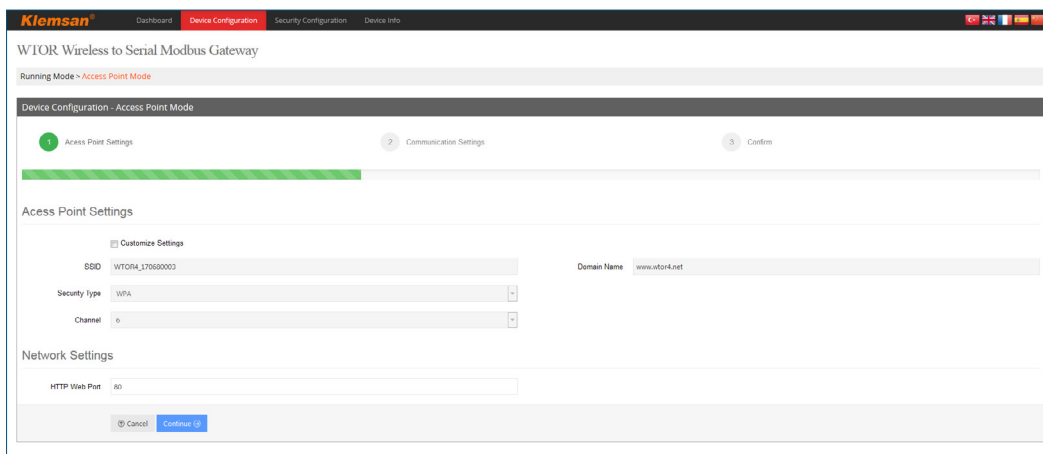 Klemsan® Dashboard Device Configuration Security Configuration Device Info
WTOR Wireless to Serial Modbus Gateway
Running Mode > Access Point Mode
Device Configuration - Access Point Mode
1 Acess Point Settings 2 Communication Settings 3 Confirm
Acess Point Settings
Customize Settings
SSID WTOR4_170680003 Domain Name www.wtor4.net
Security Type WPA
Channel 6
Network Settings
HTTP Web Port 80
Cancel Continue